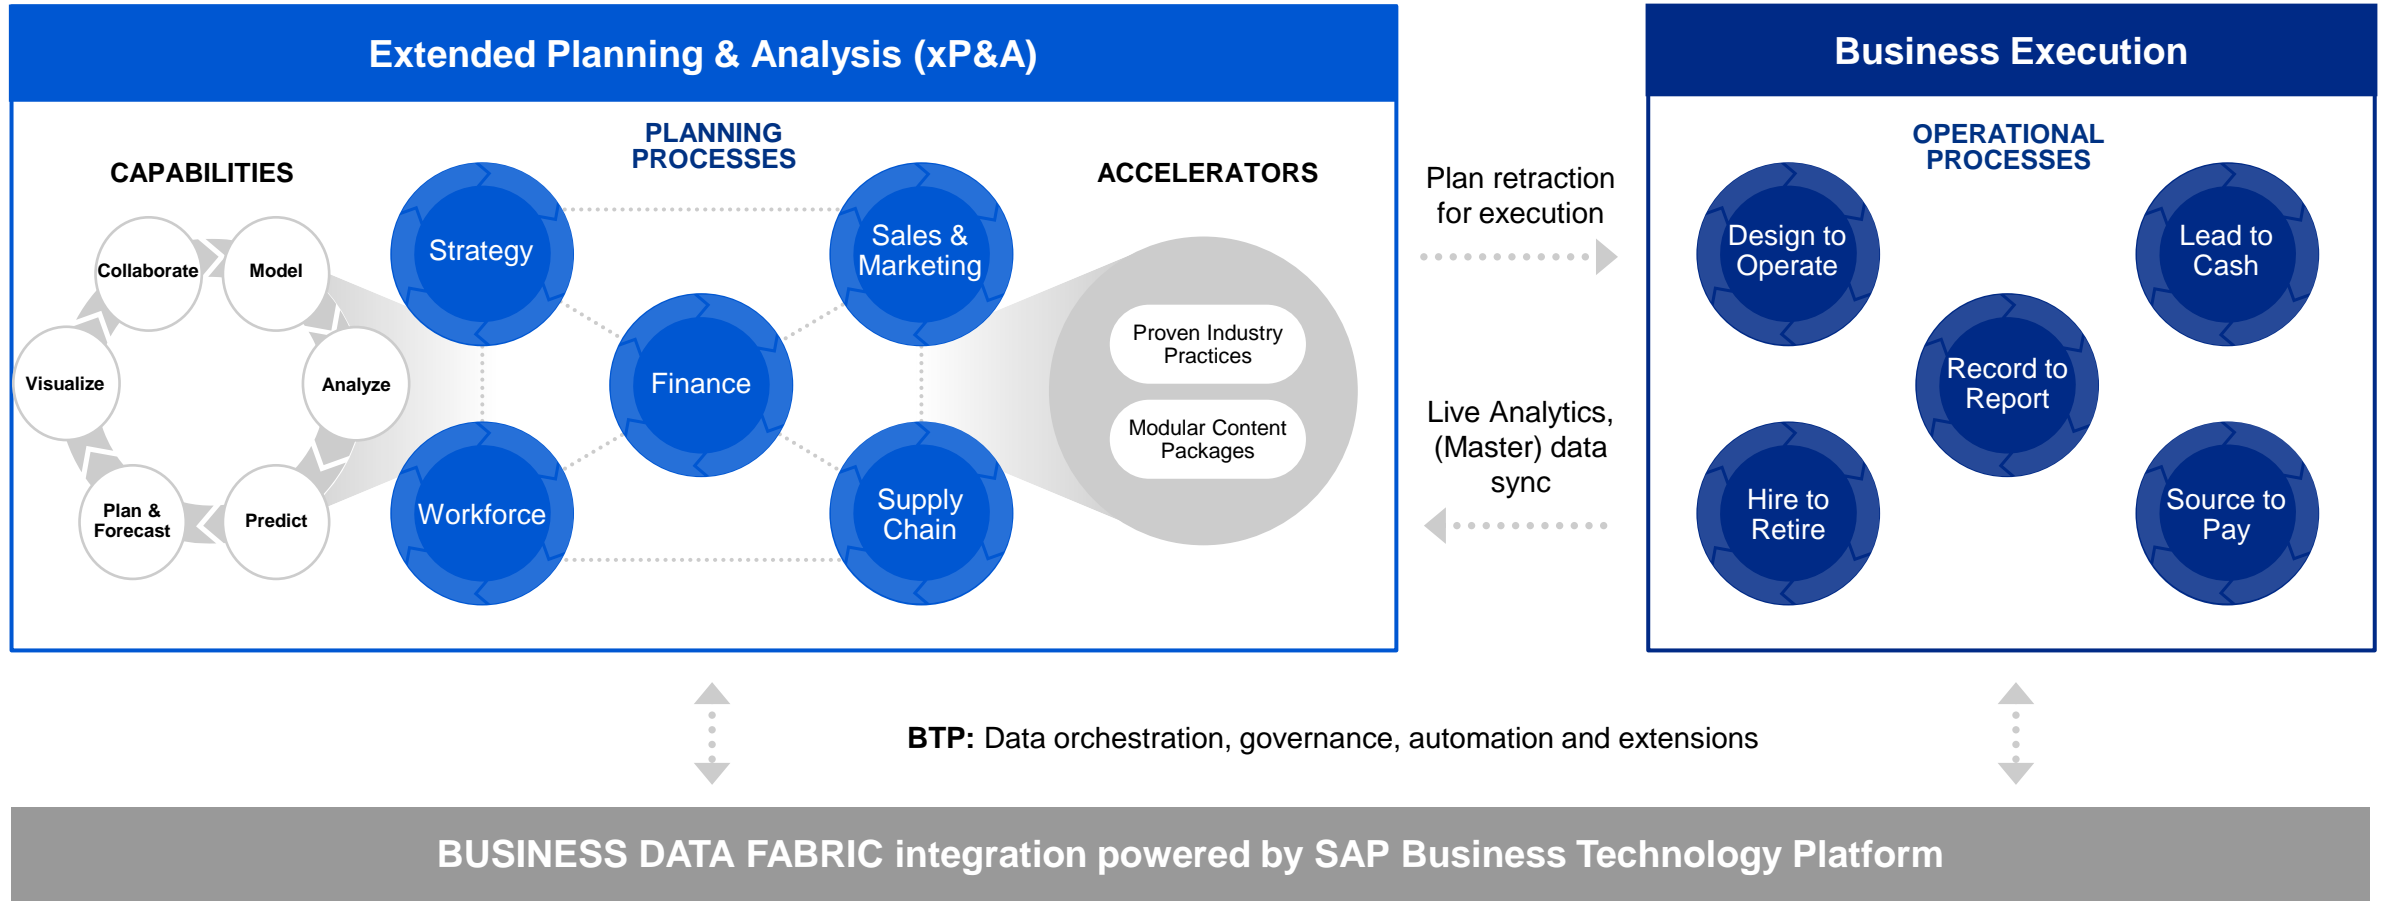 Extended Planning & Analysis (xP&A)
Business Execution
CAPABILITIES
PLANNING
PROCESSES
ACCELERATORS
Collaborate
Model
Visualize
Analyze
Plan &
Forecast
Predict
Strategy
Sales &
Marketing
Finance
Workforce
Supply
Chain
Proven Industry
Practices
Modular Content
Packages
Plan retraction
for execution
Live Analytics,
(Master) data
sync
OPERATIONAL
PROCESSES
Design to
Operate
Lead to
Cash
Record to
Report
Hire to
Retire
Source to
Pay
BTP: Data orchestration, governance, automation and extensions
BUSINESS DATA FABRIC integration powered by SAP Business Technology Platform